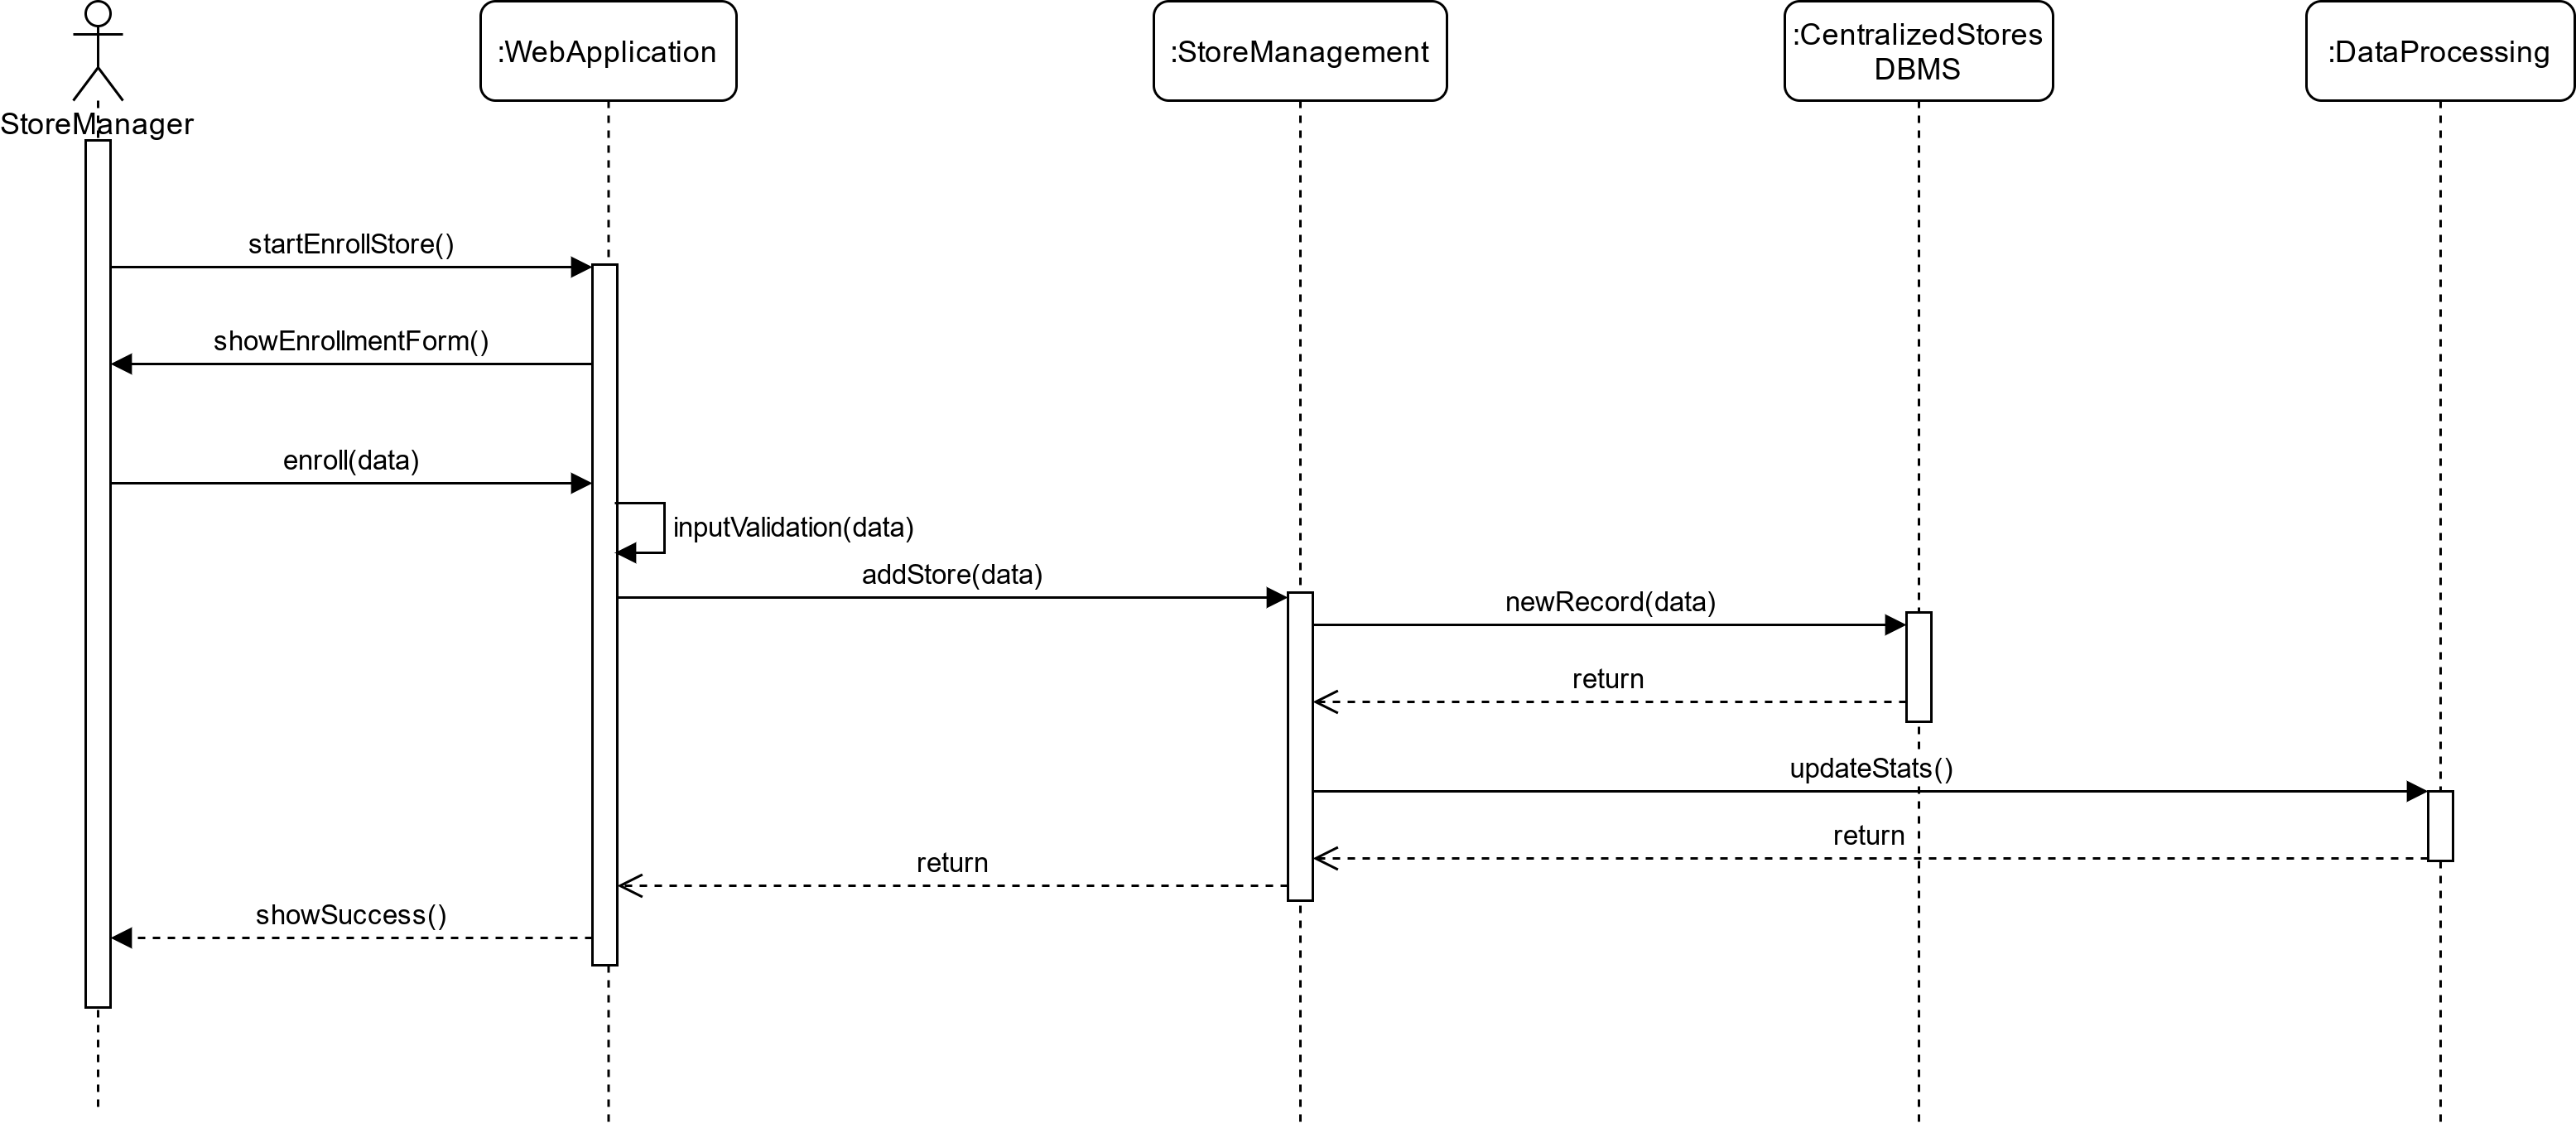 :WebApplication
:StoreManagement
:CentralizedStores
DBMS
:DataProcessing
StoreManager
startEnrollStore()
showEnrollmentForm()
enroll(data)
inputValidation(data)
addStore(data)
newRecord(data)
return
updateStats()
return
return
showSuccess()